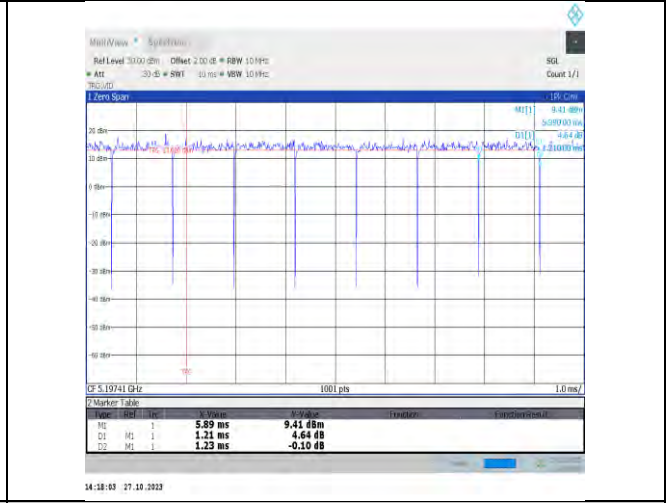 MultiView Spectrum
Ref Level 30.00 dBm Offset 2.00 dB RBW 10 MHz SGL
Att 30 dB SWT 10 ms VBW 10 MHz Count 1/1
TRG:VID
1 Zero Span
M1[1] 9.41 dBm
D1[1] 4.64 dB
20 dBm
10 dBm
0 dBm
-10 dBm
-20 dBm
-30 dBm
-40 dBm
-50 dBm
-60 dBm
CF 5.19741 GHz 1001 pts 1.0 ms/
2 Marker Table
Type Ref Trc X-Value Y-Value Function Function Result
M1 1 5.89 ms 9.41 dBm
D1 M1 1 1.21 ms 4.64 dB
D2 M1 1 1.23 ms -0.10 dB
14:18:03 27.10.2023